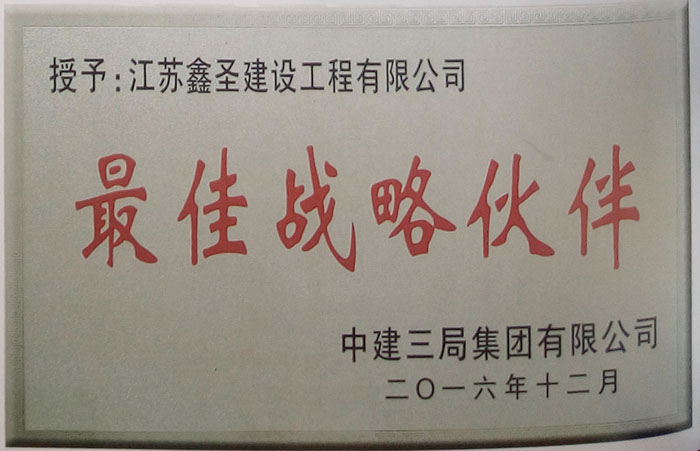 授予：江苏鑫圣建设工程有限公司
最佳战略伙伴
中建三局集团有限公司
二〇一六年十二月